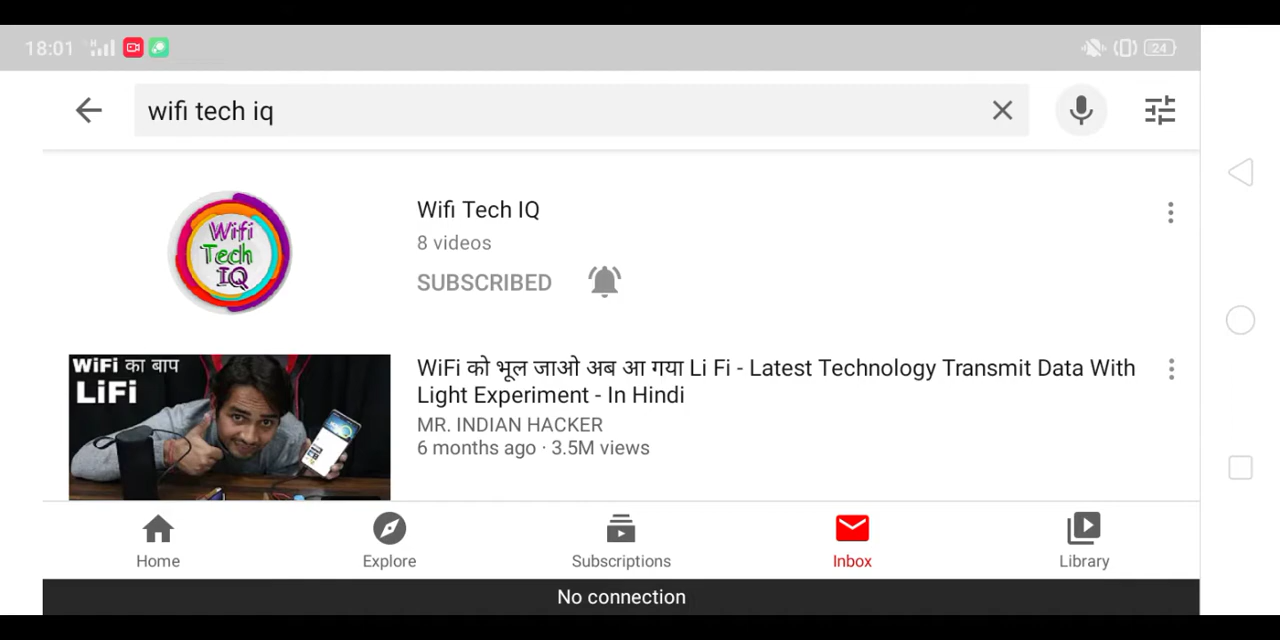 18:01
24
wifi tech iq
Wifi
Tech
IQ
Wifi Tech IQ
8 videos
SUBSCRIBED
WiFi का बाप
LiFi
WiFi को भूल जाओ अब आ गया Li Fi - Latest Technology Transmit Data With
Light Experiment - In Hindi
MR. INDIAN HACKER
6 months ago · 3.5M views
Home
Explore
Subscriptions
Inbox
Library
No connection